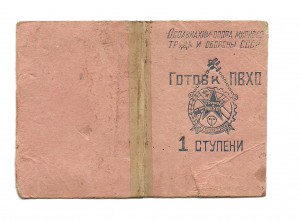 Осоавиахим-опора мирного
труда и обороны СССР
Готов к ПВХО
1 ступени